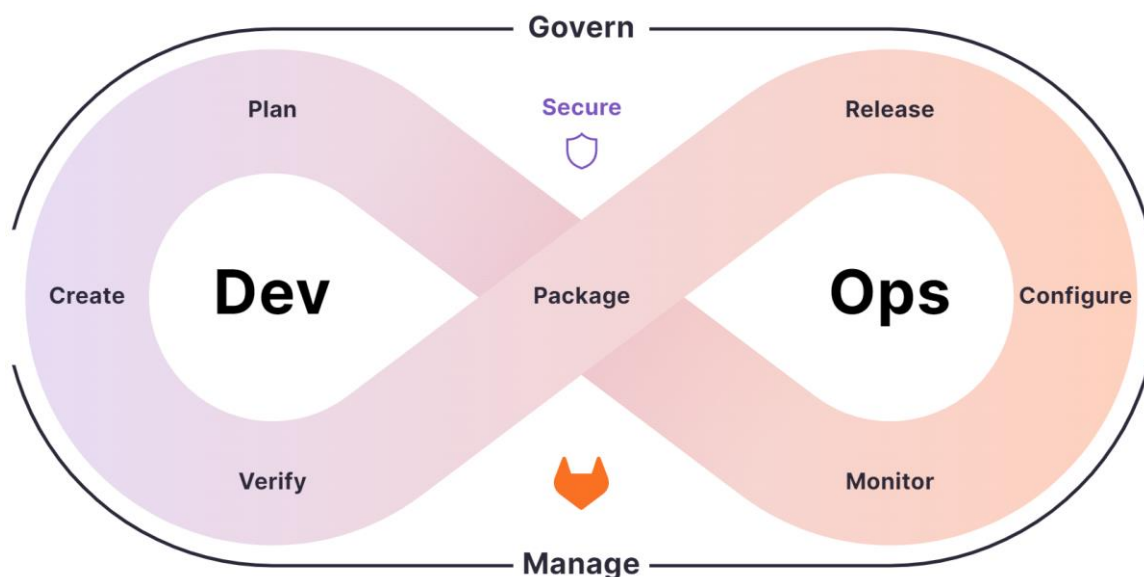 Govern
Plan
Secure
Release
Create
Dev
Package
Ops
Configure
Verify
Monitor
Manage